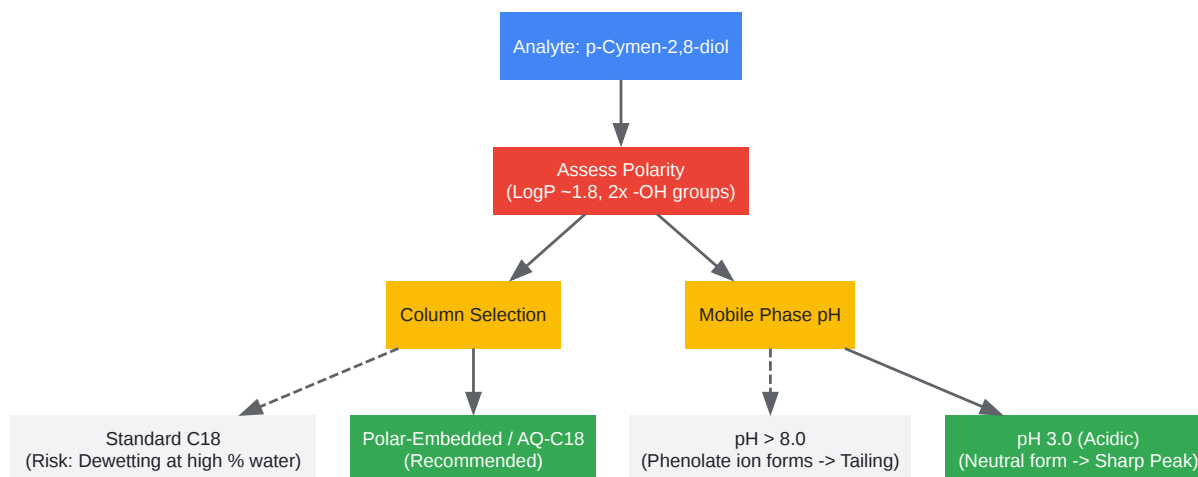 Analyte: p-Cymen-2,8-diol
Assess Polarity
(LogP ~1.8, 2x -OH groups)
Column Selection
Mobile Phase pH
Standard C18
(Risk: Dewetting at high % water)
Polar-Embedded / AQ-C18
(Recommended)
pH > 8.0
(Phenolate ion forms -> Tailing)
pH 3.0 (Acidic)
(Neutral form -> Sharp Peak)